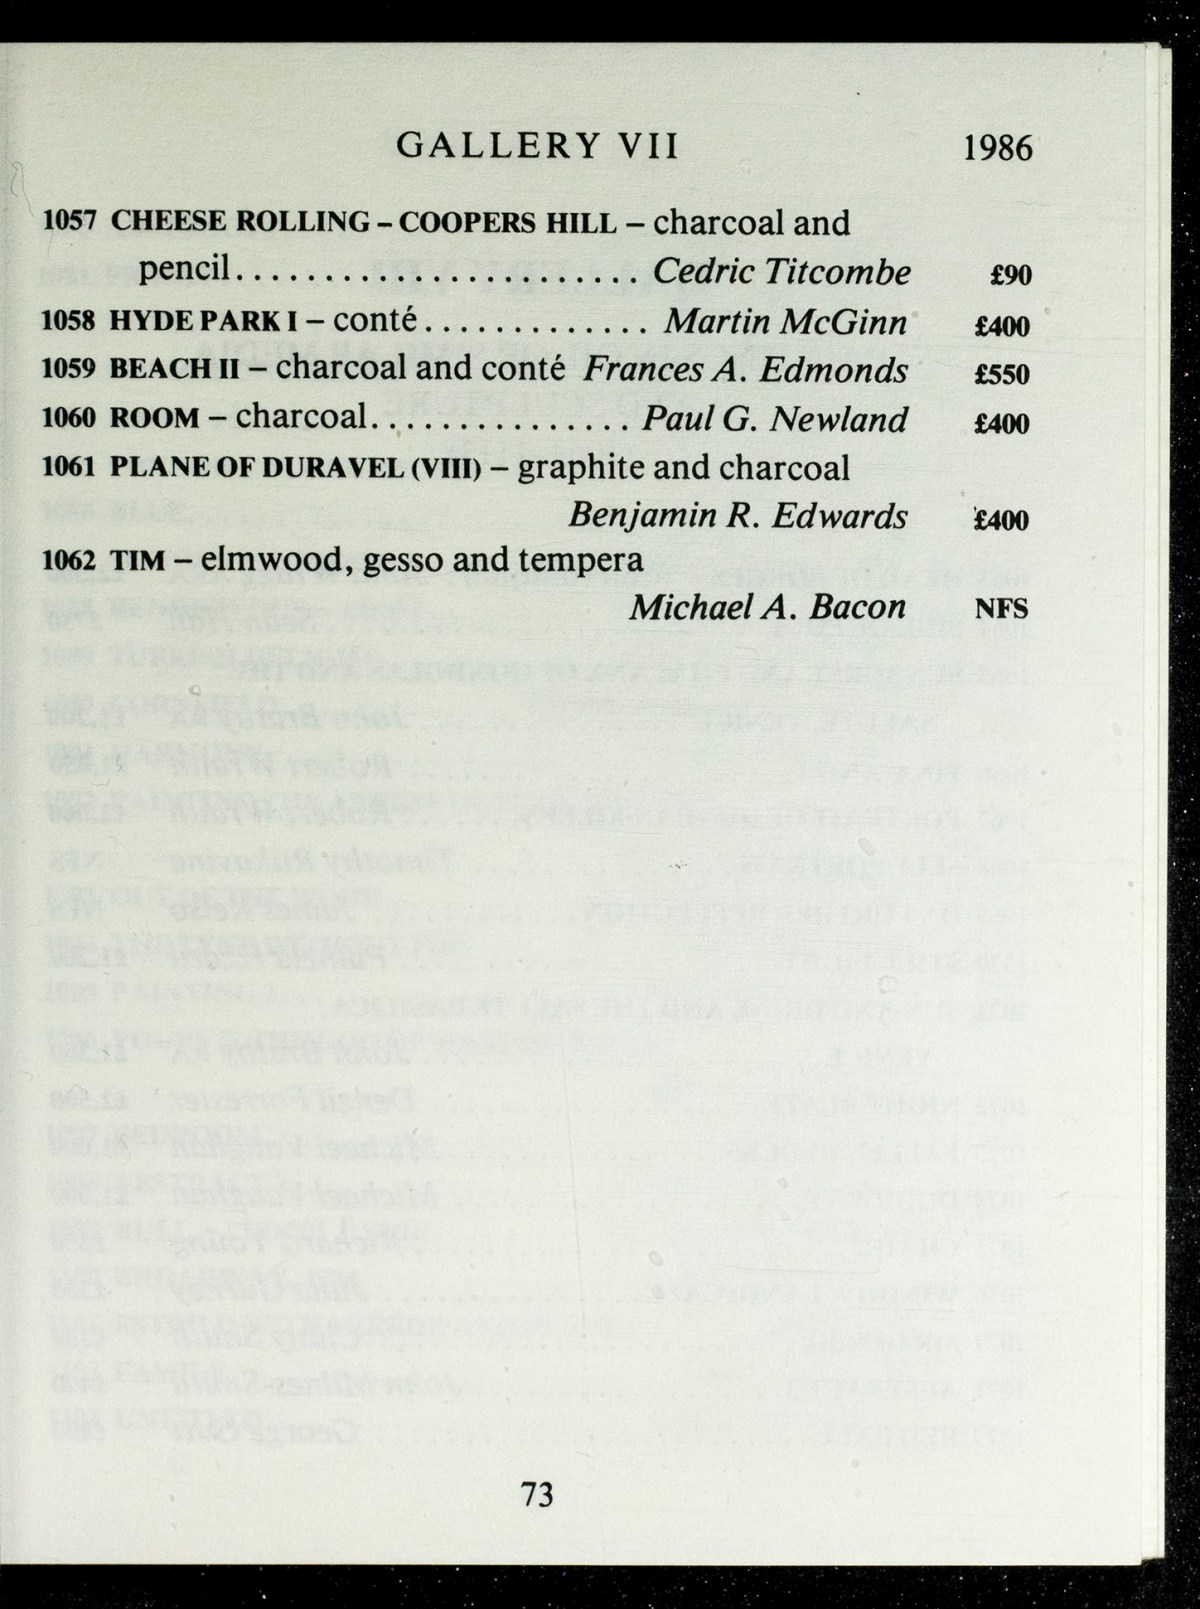 GALLERY VII 1986
1057 CHEESE ROLLING – COOPERS HILL – charcoal and
pencil....................... Cedric Titcombe £90
1058 HYDE PARK I – conté............. Martin McGinn £400
1059 BEACH II – charcoal and conté Frances A. Edmonds £550
1060 ROOM – charcoal............... Paul G. Newland £400
1061 PLANE OF DURAVEL (VIII) – graphite and charcoal
Benjamin R. Edwards £400
1062 TIM – elmwood, gesso and tempera
Michael A. Bacon NFS
73